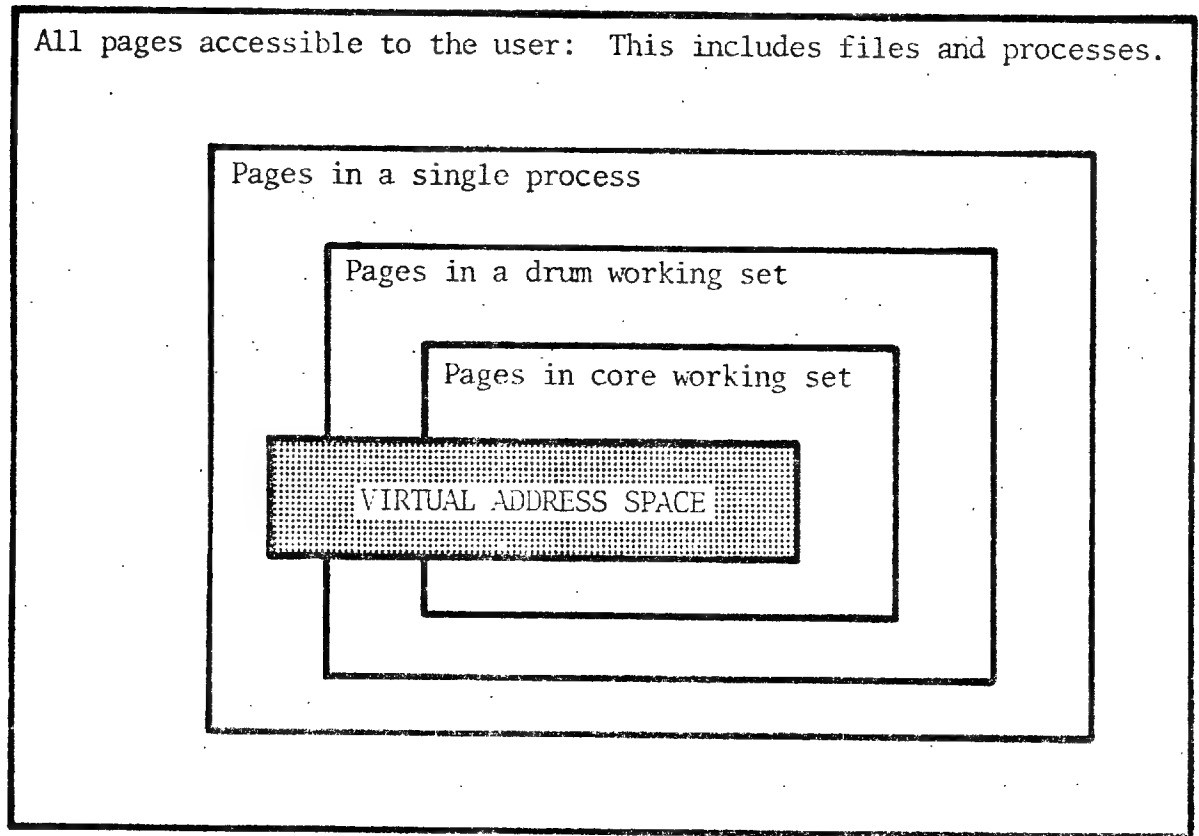 All pages accessible to the user: This includes files and processes.
Pages in a single process
Pages in a drum working set
Pages in core working set
VIRTUAL ADDRESS SPACE